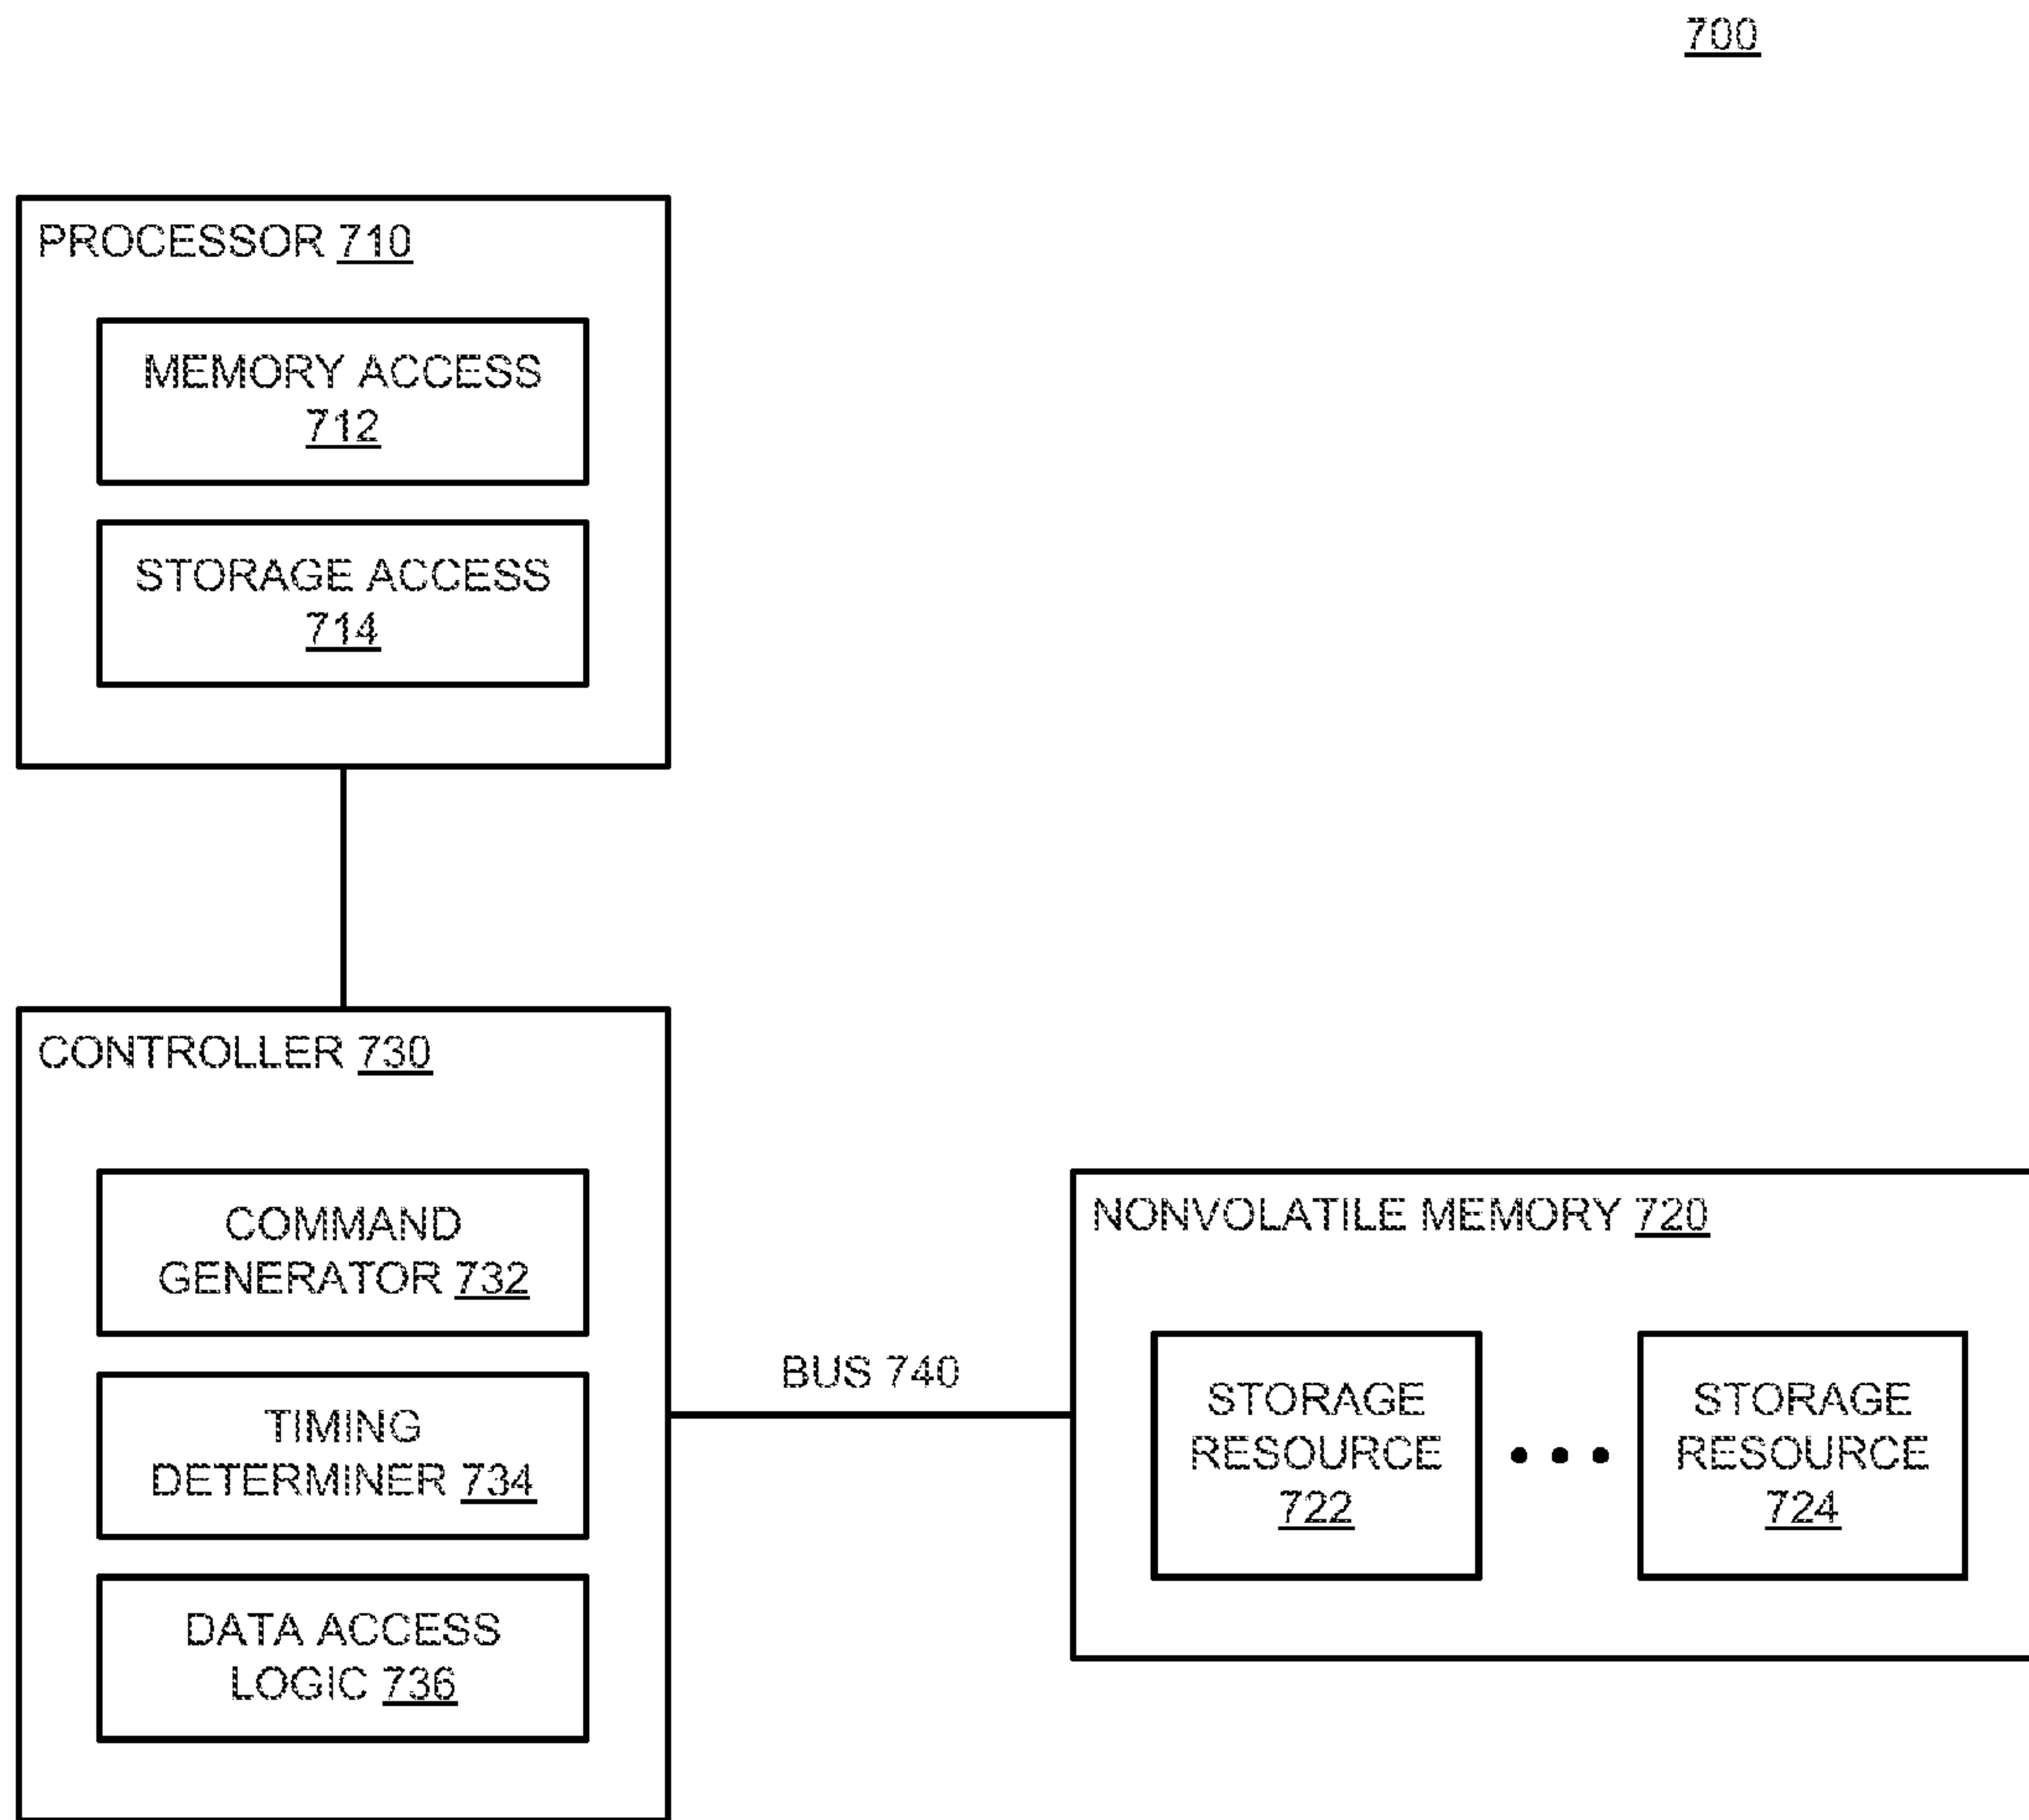 700
PROCESSOR 710
MEMORY ACCESS
712
STORAGE ACCESS
714
CONTROLLER 730
COMMAND
GENERATOR 732
TIMING
DETERMINER 734
DATA ACCESS
LOGIC 736
BUS 740
NONVOLATILE MEMORY 720
STORAGE
RESOURCE
722
STORAGE
RESOURCE
724